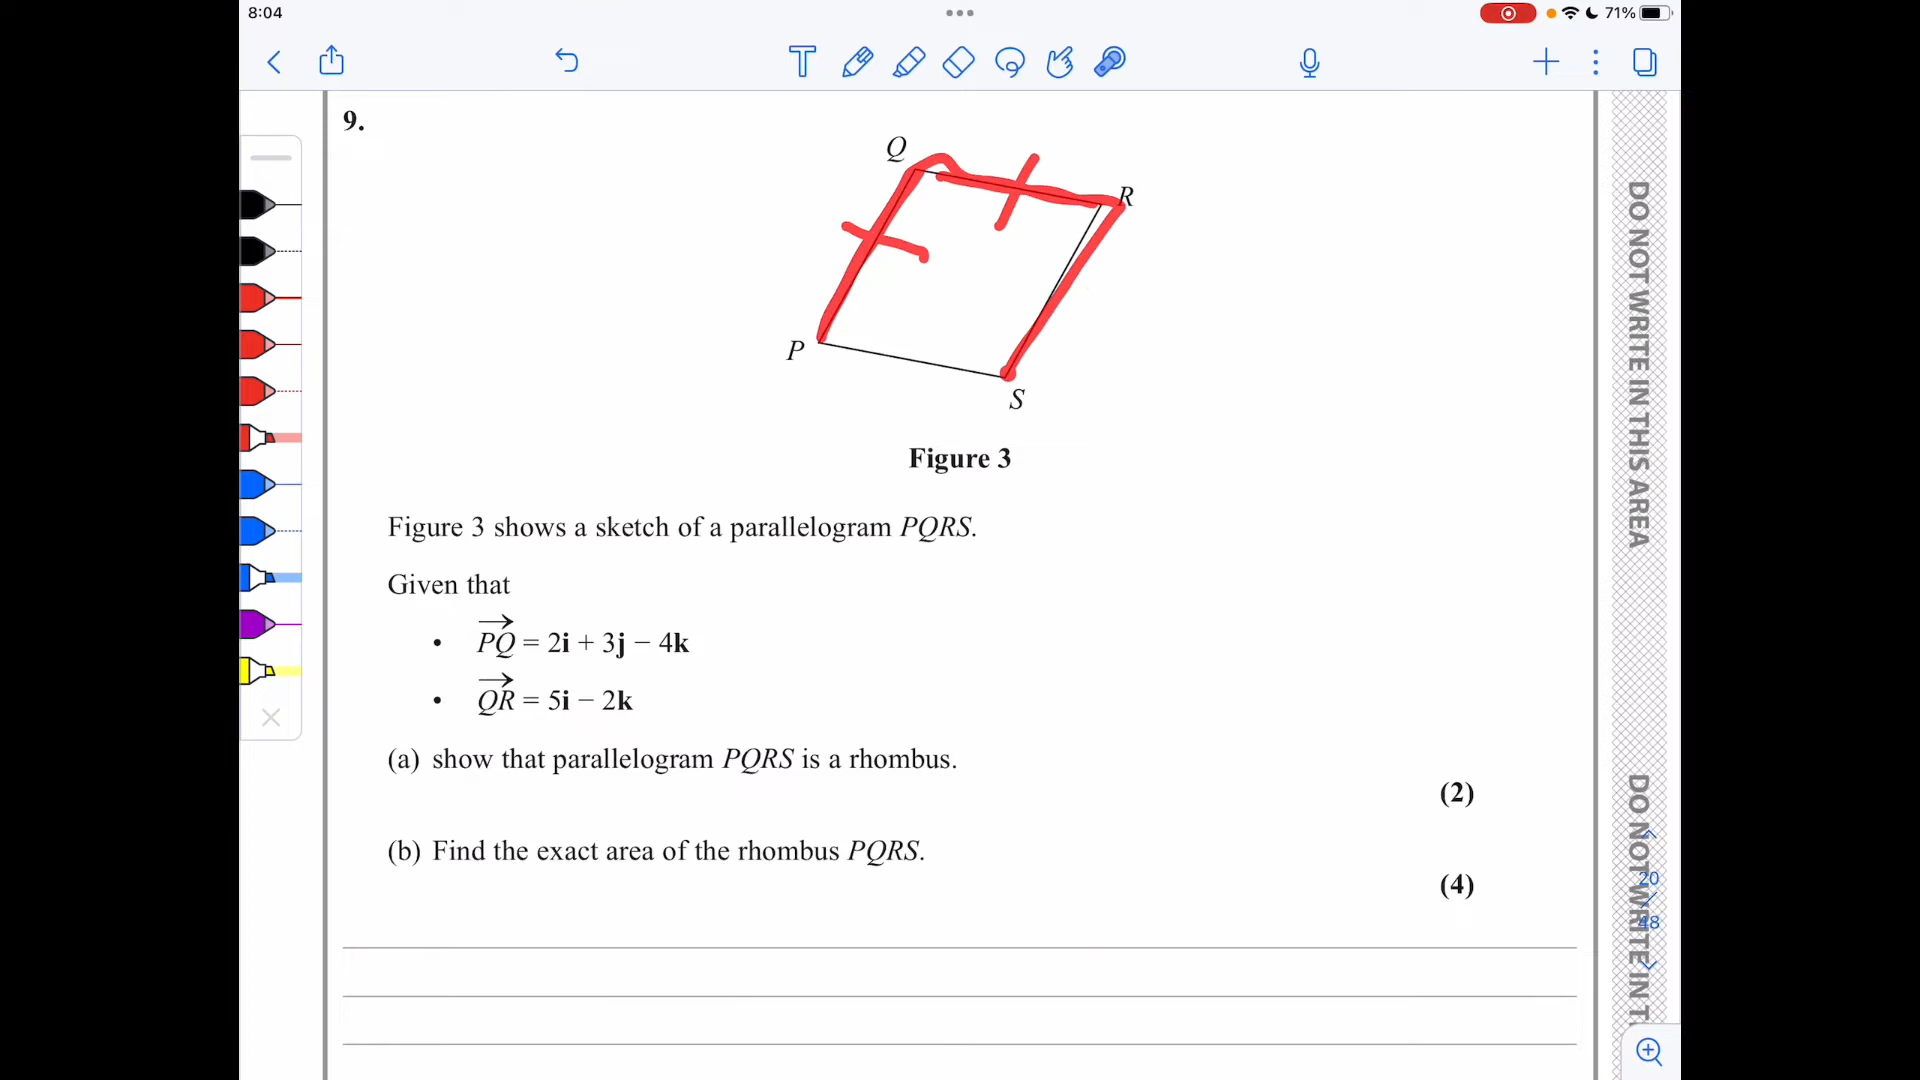 8:04
71%
T
9.
Q
R
P
S
Figure 3
Figure 3 shows a sketch of a parallelogram PQRS.
Given that
• PQ→ = 2i + 3j − 4k
• QR→ = 5i − 2k
(a) show that parallelogram PQRS is a rhombus.
(2)
(b) Find the exact area of the rhombus PQRS.
(4)
DO NOT WRITE IN THIS AREA
DO NOT WRITE IN T
20
/
48